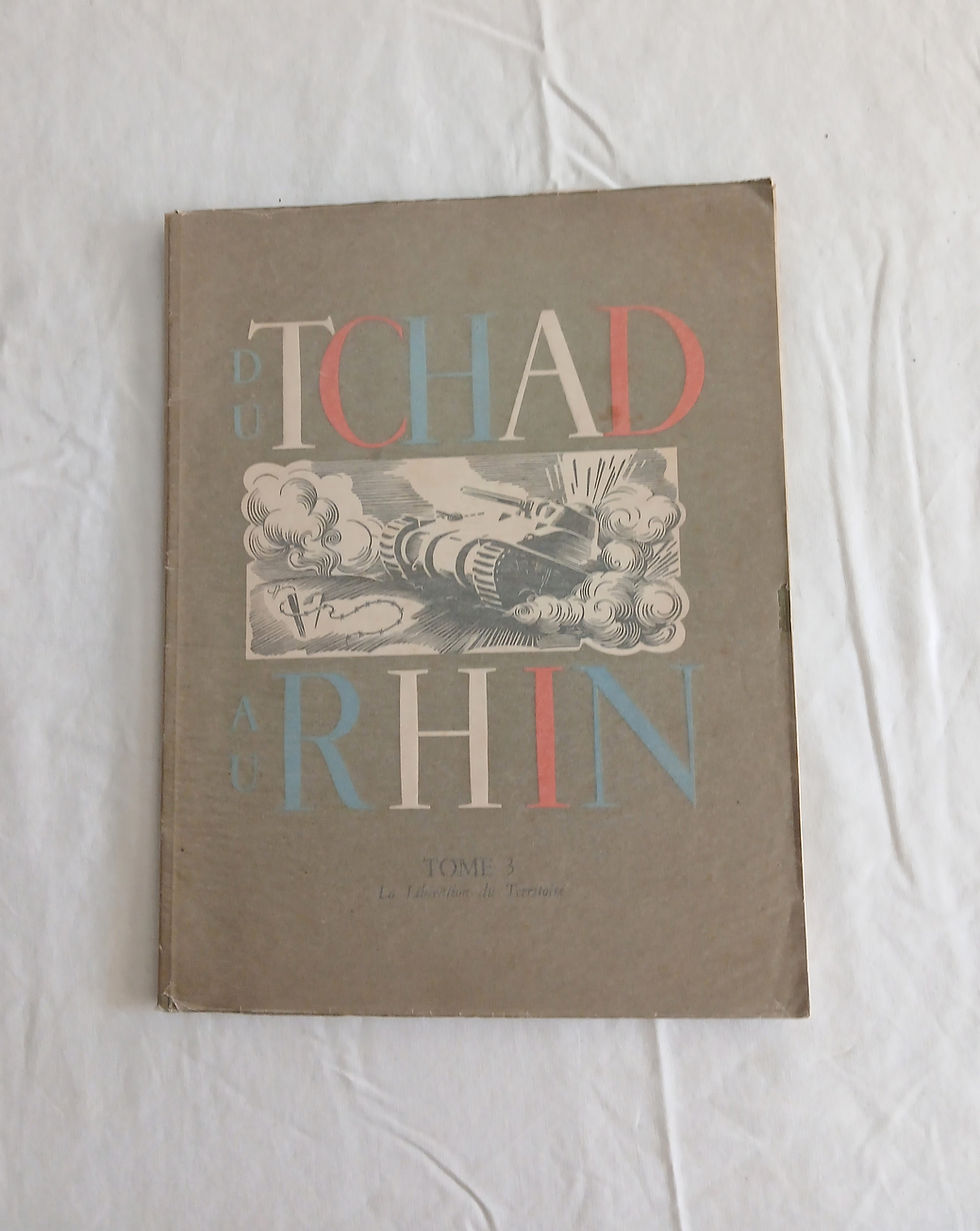 DU TCHAD
AU RHIN
TOME 3
La Libération du Territoire